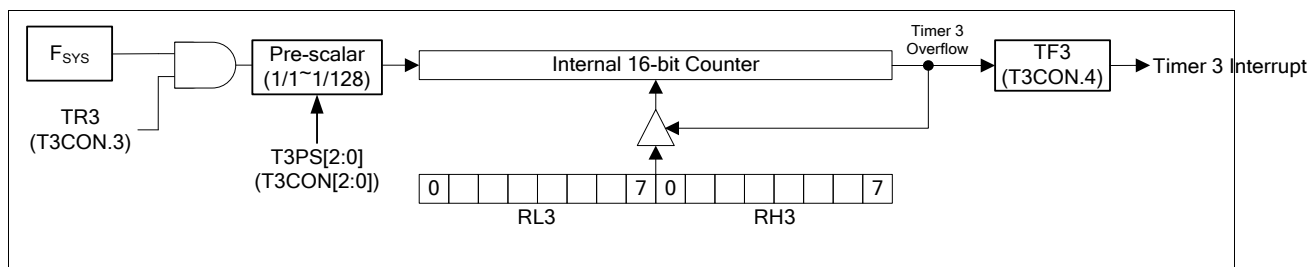 F_SYS
TR3
(T3CON.3)
Pre-scalar
(1/1~1/128)
T3PS[2:0]
(T3CON[2:0])
Internal 16-bit Counter
0 7 0 7
RL3 RH3
Timer 3
Overflow
TF3
(T3CON.4)
Timer 3 Interrupt